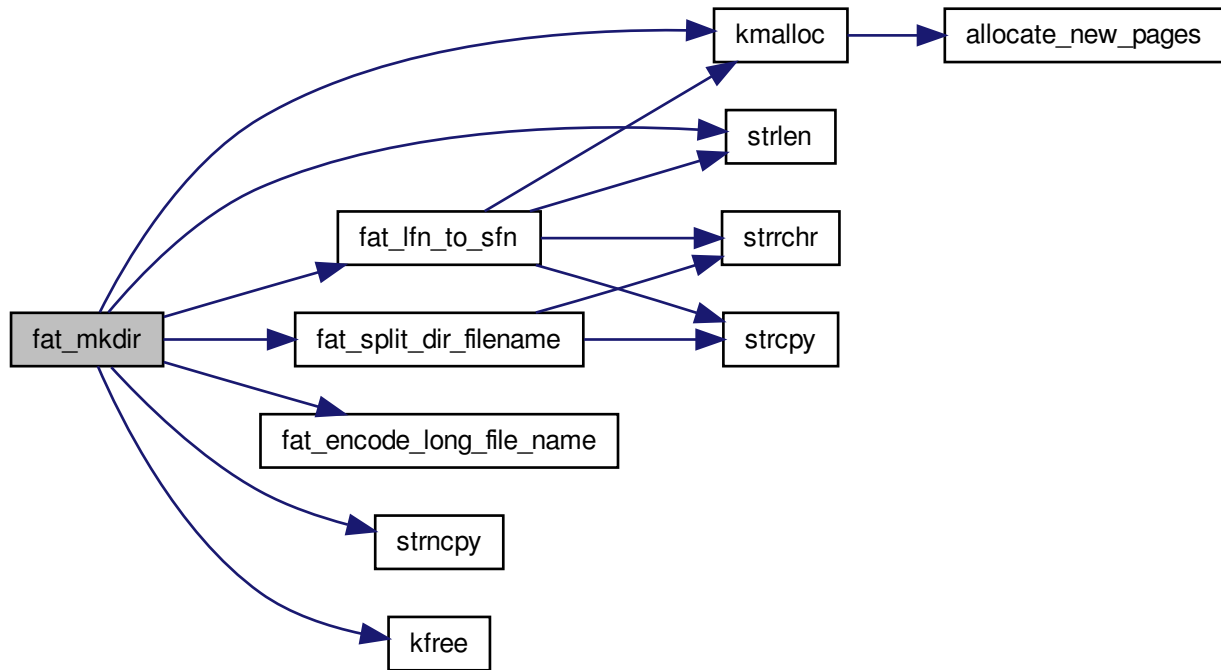 kmalloc
allocate_new_pages
strlen
fat_lfn_to_sfn
strrchr
fat_mkdir
fat_split_dir_filename
strcpy
fat_encode_long_file_name
strncpy
kfree